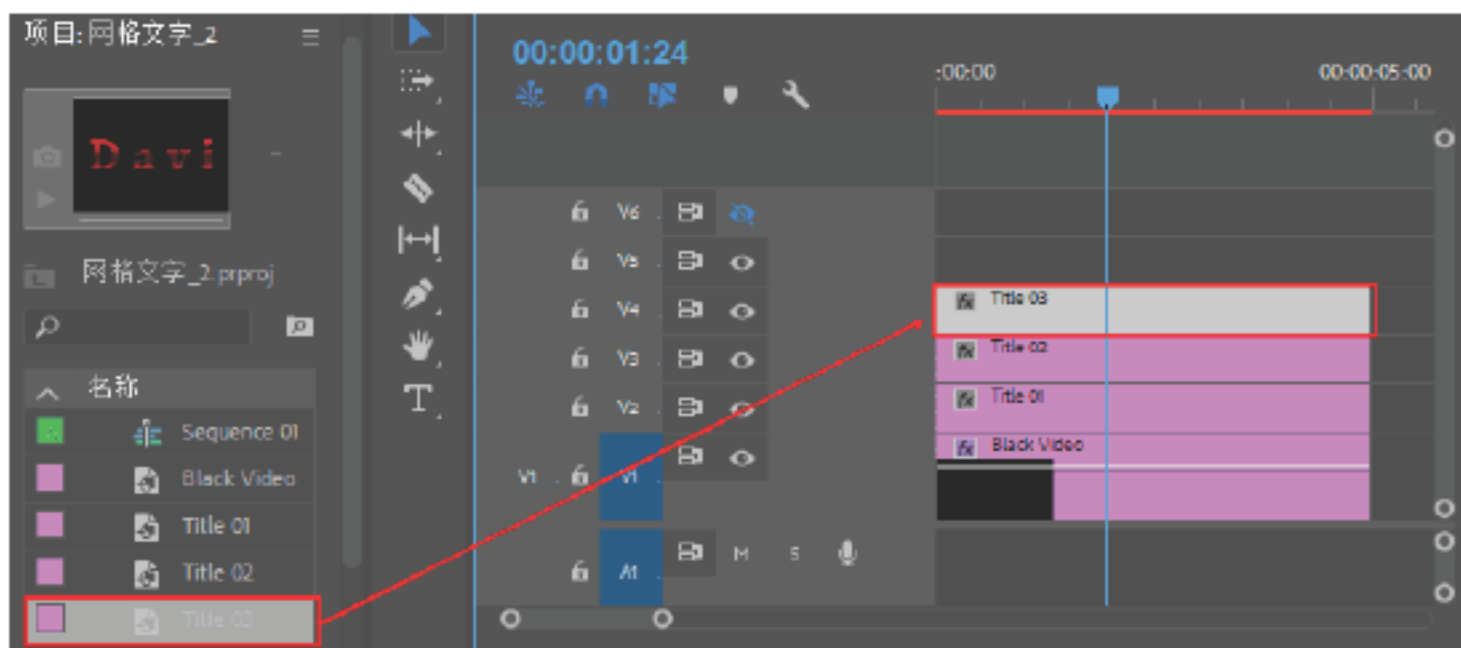 项目: 网格文字_2
Davi
网格文字_2.prproj
名称
Sequence 01
Black Video
Title 01
Title 02
Title 03
T
00:00:01:24
:00:00
00:00:05:00
V6
V5
V4
Title 03
V3
Title 02
V2
Title 01
V1
V1
Black Video
A1
M
S